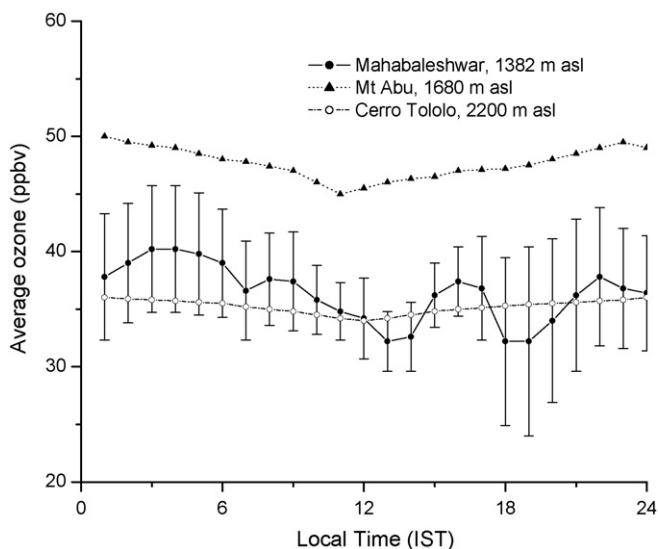 60
50
40
30
20
Average ozone (ppbv)
Mahabaleshwar, 1382 m asl
Mt Abu, 1680 m asl
Cerro Tololo, 2200 m asl
0 6 12 18 24
Local Time (IST)